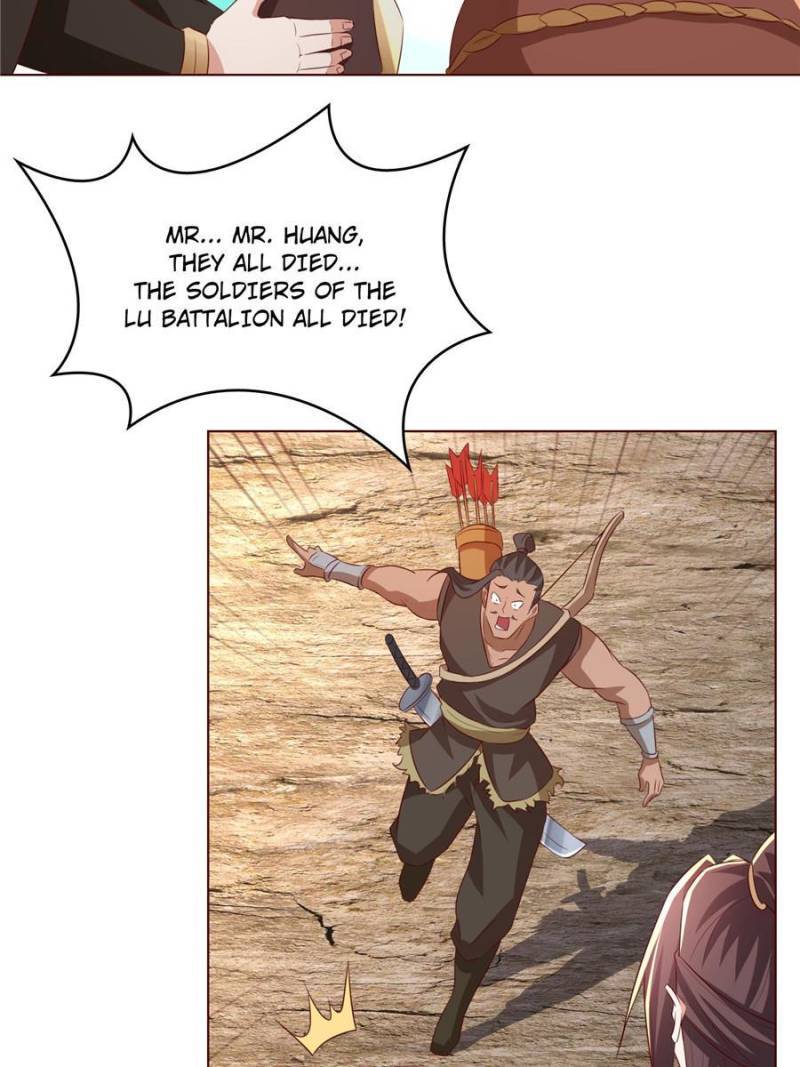 MR... MR. HUANG,
THEY ALL DIED...
THE SOLDIERS OF THE
LU BATTALION ALL DIED!